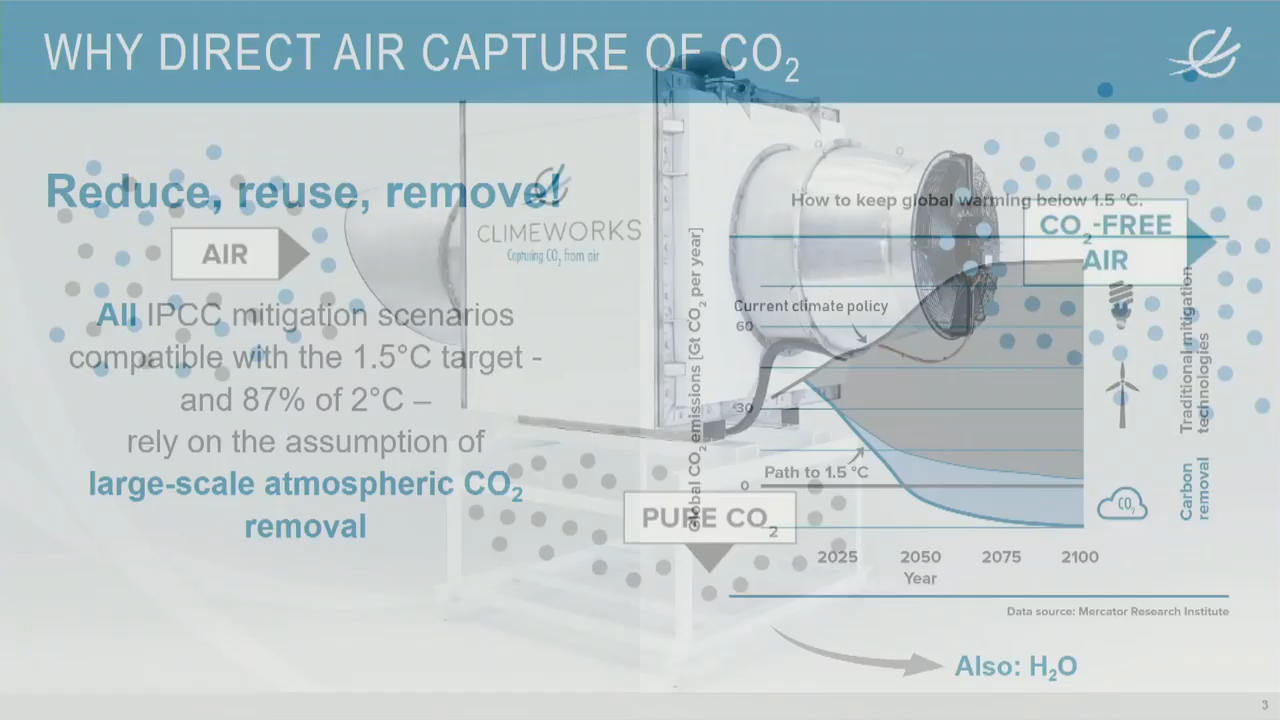 WHY DIRECT AIR CAPTURE OF CO₂
Reduce, reuse, remove!
CLIMEWORKS
Capturing CO₂ from air
AIR
All IPCC mitigation scenarios
compatible with the 1.5°C target -
and 87% of 2°C –
rely on the assumption of
large-scale atmospheric CO₂
removal
How to keep global warming below 1.5 °C.
CO₂-FREE
AIR
Global CO₂ emissions [Gt CO₂ per year]
Current climate policy
60
30
Path to 1.5 °C
0
Traditional mitigation
technologies
Carbon
removal
CO₂
PURE CO₂
2025 2050 2075 2100
Year
Data source: Mercator Research Institute
Also: H₂O
3